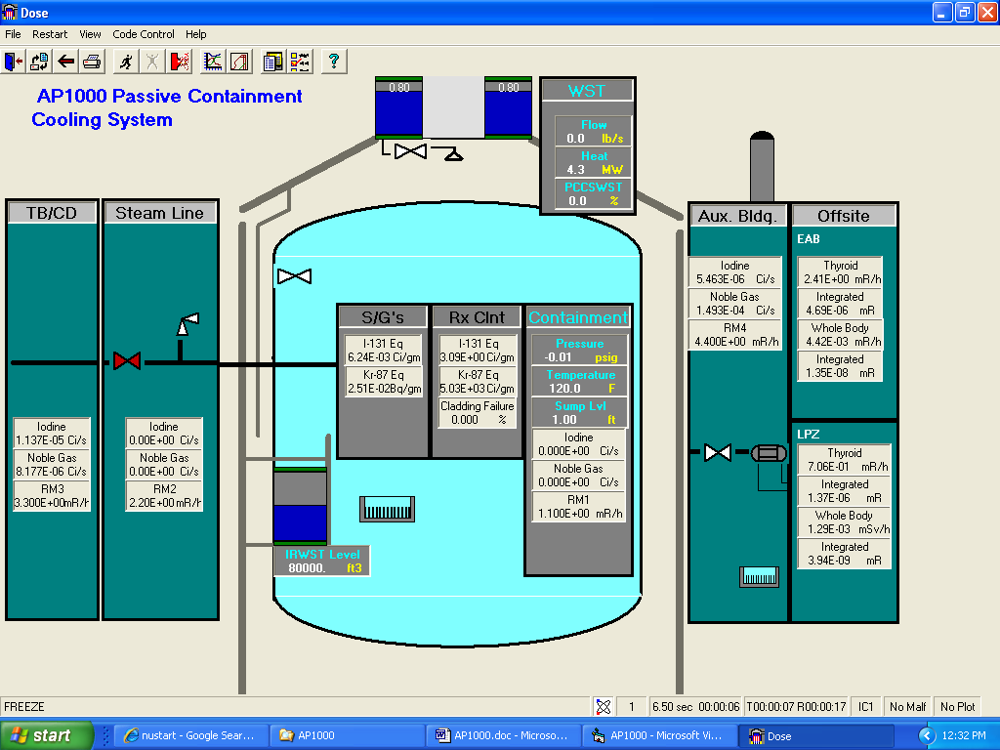 Dose
File Restart View Code Control Help
?
AP1000 Passive Containment
Cooling System
0.80 0.80
WST
Flow
0.0 lb/s
Heat
4.3 MW
PCCSWST
0.0 %
TB/CD
Iodine
1.137E-05 Ci/s
Noble Gas
8.177E-06 Ci/s
RM3
3.300E+00mR/h
Steam Line
Iodine
0.00E+00 Ci/s
Noble Gas
0.00E+00 Ci/s
RM2
2.20E+00mR/h
S/G's
I-131 Eq
6.24E-03 Ci/gm
Kr-87 Eq
2.51E-02Bq/gm
Rx Clnt
I-131 Eq
3.09E+00Ci/gm
Kr-87 Eq
5.03E+03Ci/gm
Cladding Failure
0.000 %
Containment
Pressure
-0.01 psig
Temperature
120.0 F
Sump Lvl
1.00 ft
Iodine
0.000E+00 Ci/s
Noble Gas
0.000E+00 Ci/s
RM1
1.100E+00 mR/h
IRWST Level
80000. ft3
Aux. Bldg.
Iodine
5.463E-06 Ci/s
Noble Gas
1.493E-04 Ci/s
RM4
4.400E+00 mR/h
Offsite
EAB
Thyroid
2.41E+00 mR/h
Integrated
4.69E-06 mR
Whole Body
4.42E-03 mR/h
Integrated
1.35E-08 mR
LPZ
Thyroid
7.06E-01 mR/h
Integrated
1.37E-06 mR
Whole Body
1.29E-03 mSv/h
Integrated
3.94E-09 mR
FREEZE 1 6.50 sec 00:00:06 T00:00:07 R00:00:17 IC1 No Malf No Plot
start nustart - Google Sear... AP1000 AP1000.doc - Microso... AP1000 - Microsoft Vi... Dose 12:32 PM